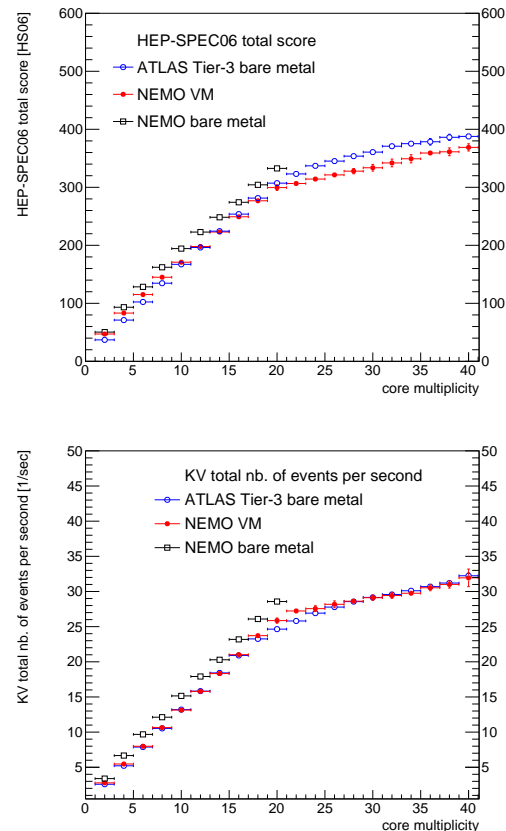 HEP-SPEC06 total score [HS06]
600 600
HEP-SPEC06 total score
ATLAS Tier-3 bare metal
500 500
NEMO VM
NEMO bare metal
400 400
300 300
200 200
100 100
0 0
0 5 10 15 20 25 30 35 40
core multiplicity
KV total nb. of events per second [1/sec]
50 50
KV total nb. of events per second
45 45
ATLAS Tier-3 bare metal
40 40
NEMO VM
NEMO bare metal
35 35
30 30
25 25
20 20
15 15
10 10
5 5
0 5 10 15 20 25 30 35 40
core multiplicity